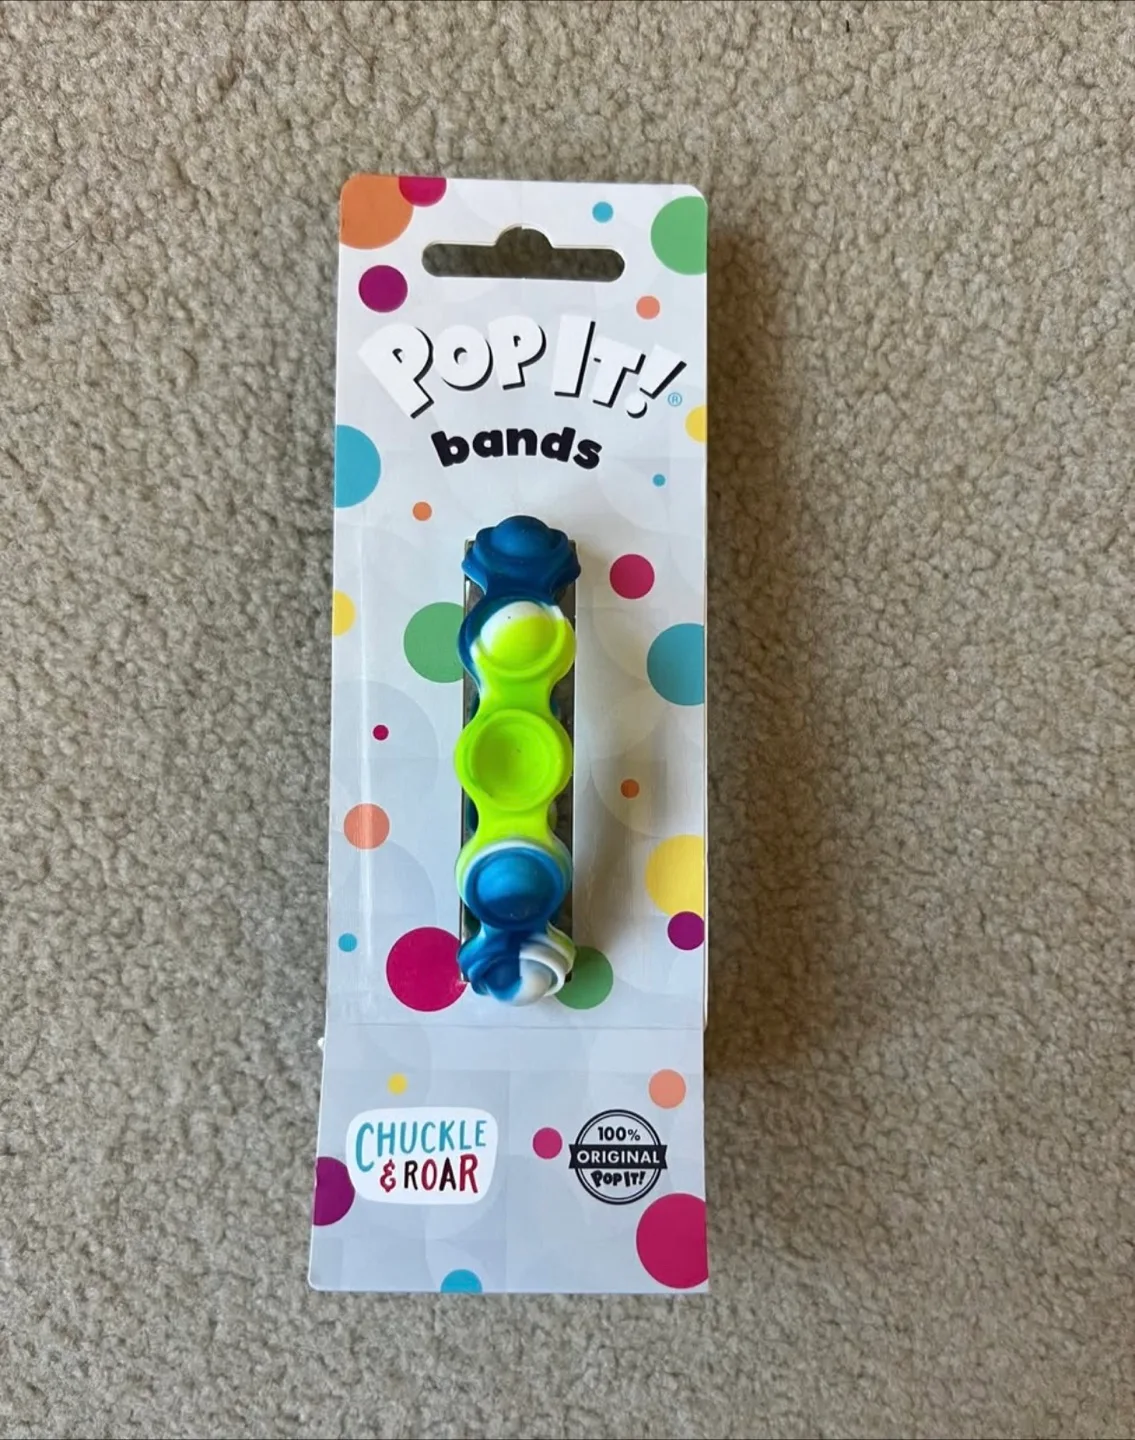 POP IT!®
bands
CHUCKLE
& ROAR
100%
ORIGINAL
POP IT!